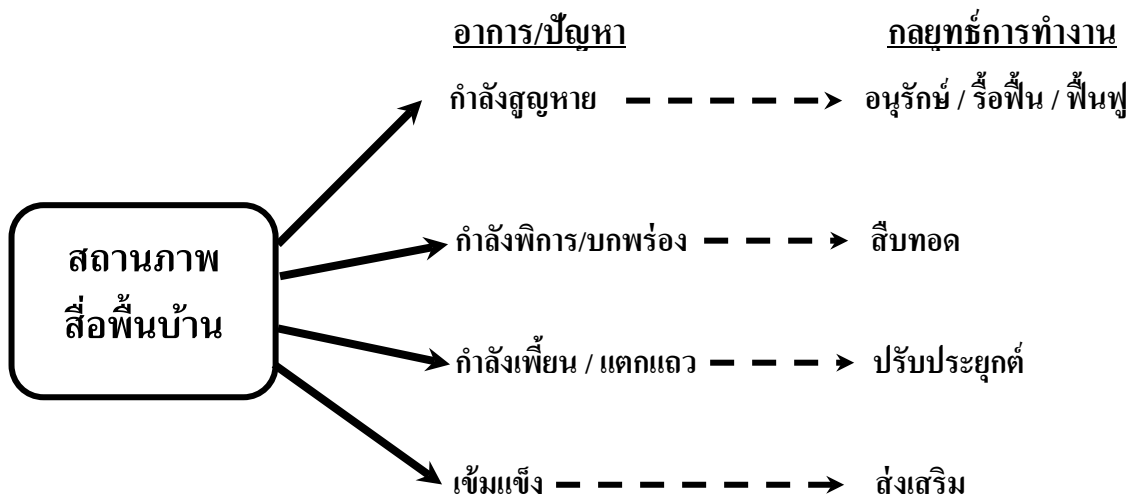 อาการ/ปัญหา กลยุทธ์การทำงาน
กำลังสูญหาย อนุรักษ์ / รื้อฟื้น / ฟื้นฟู
กำลังพิการ/บกพร่อง สืบทอด
สถานภาพ
สื่อพื้นบ้าน
กำลังเพี้ยน / แตกแถว ปรับประยุกต์
เข้มแข็ง ส่งเสริม